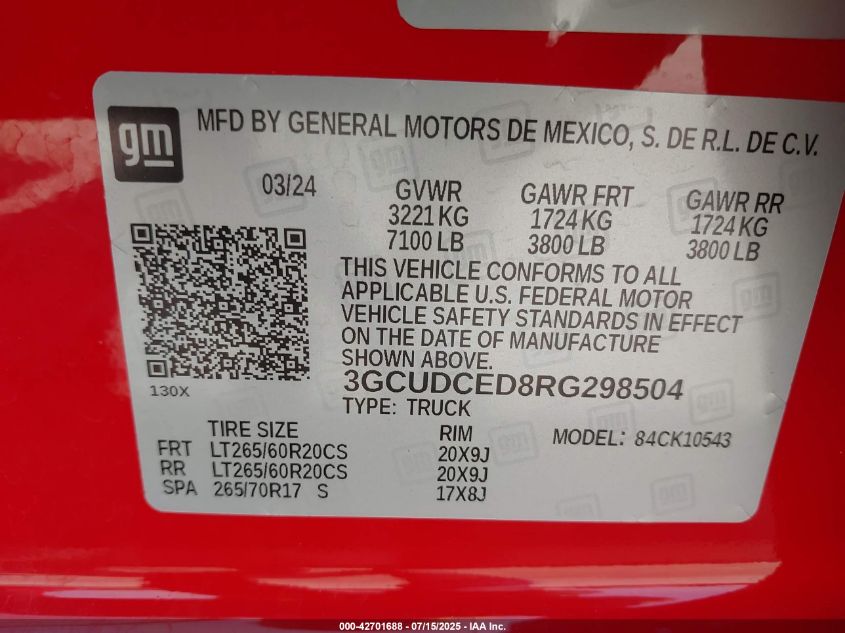 gm
MFD BY GENERAL MOTORS DE MEXICO, S. DE R.L. DE C.V.
03/24
GVWR
3221 KG
7100 LB
GAWR FRT
1724 KG
3800 LB
GAWR RR
1724 KG
3800 LB
THIS VEHICLE CONFORMS TO ALL
APPLICABLE U.S. FEDERAL MOTOR
VEHICLE SAFETY STANDARDS IN EFFECT
ON THE DATE OF MANUFACTURE
SHOWN ABOVE.
130X
3GCUDCED8RG298504
TYPE: TRUCK
TIRE SIZE RIM MODEL: 84CK10543
FRT LT265/60R20CS 20X9J
RR LT265/60R20CS 20X9J
SPA 265/70R17 S 17X8J
000-42701688 - 07/15/2025 - IAA Inc.